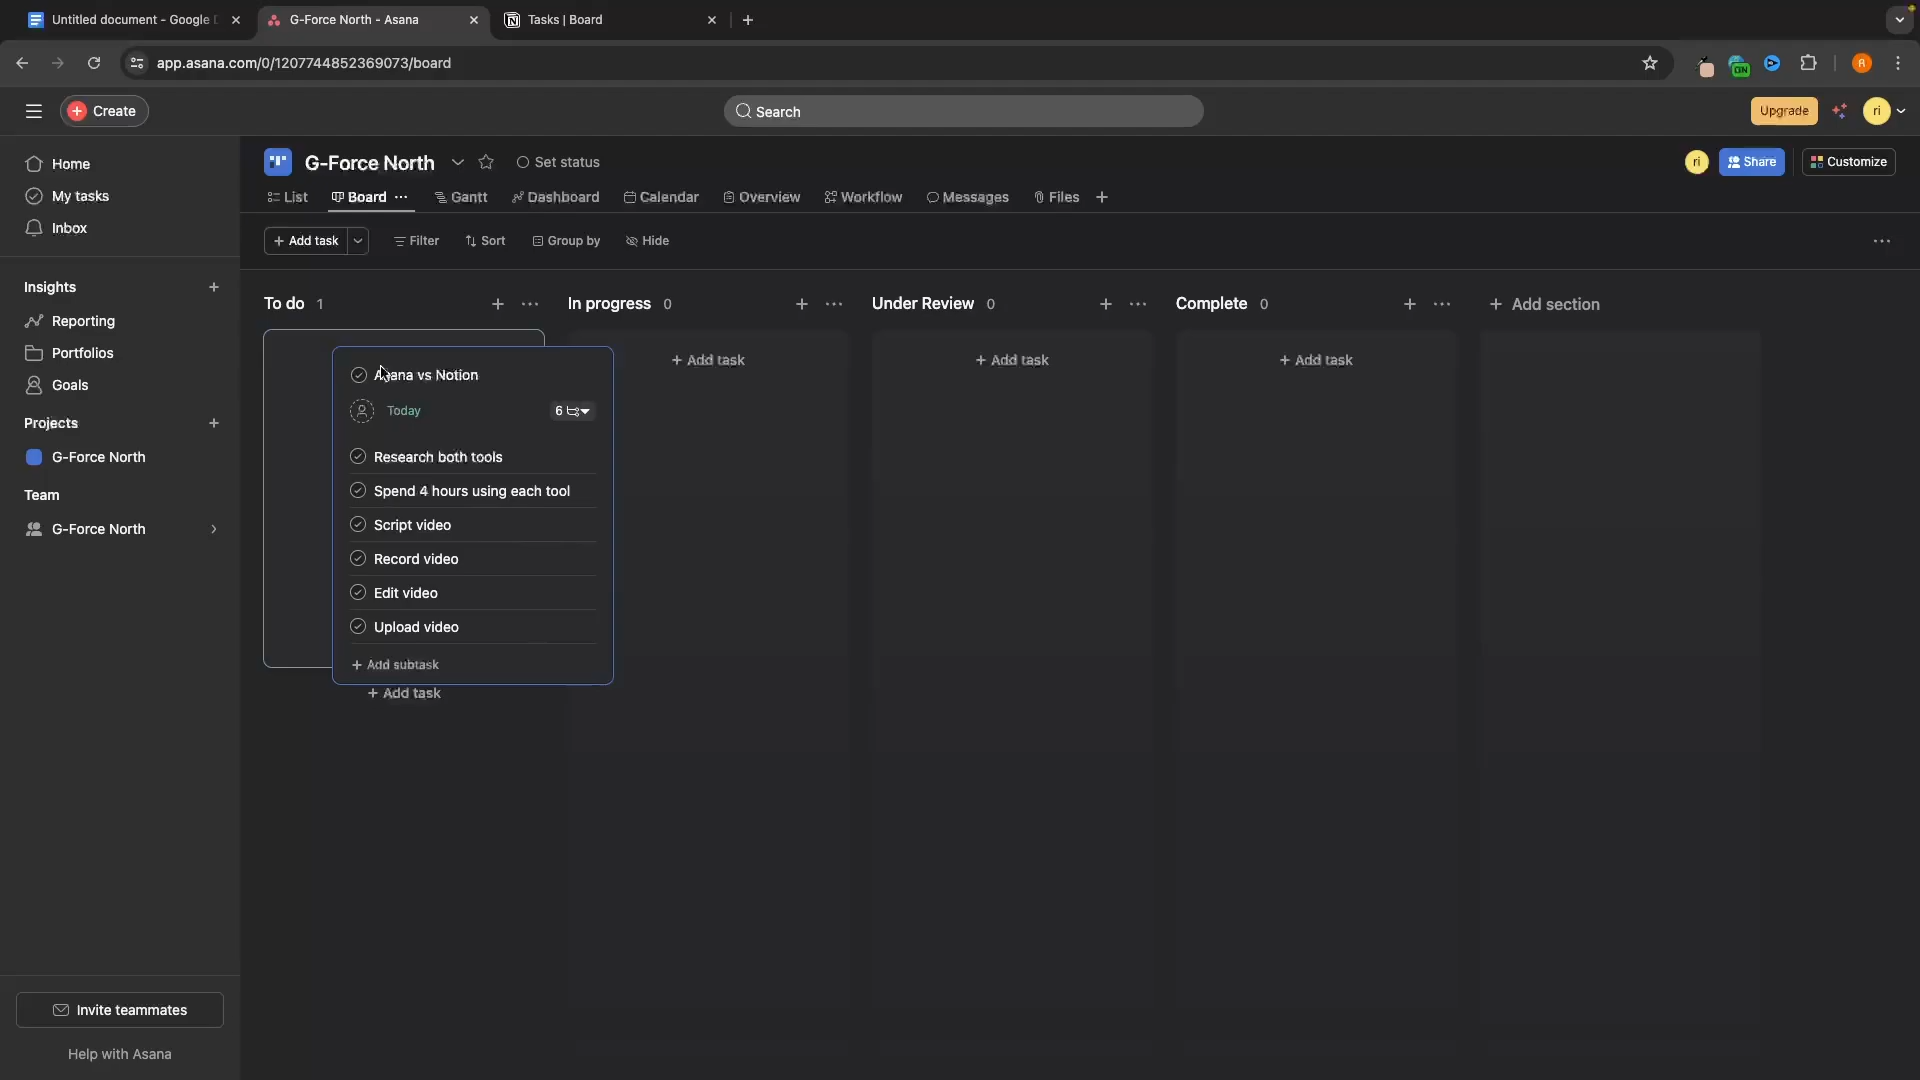 Untitled document - Google D
G-Force North - Asana
Tasks | Board
app.asana.com/0/1207744852369073/board
R
Create
Search
Upgrade
ri
Home
My tasks
Inbox
Insights
Reporting
Portfolios
Goals
Projects
G-Force North
Team
G-Force North
Invite teammates
Help with Asana
G-Force North
Set status
ri
Share
Customize
List
Board
Gantt
Dashboard
Calendar
Overview
Workflow
Messages
Files
+ Add task
Filter
Sort
Group by
Hide
To do 1
In progress 0
Under Review 0
Complete 0
+ Add section
Asana vs Notion
Today
6
Research both tools
Spend 4 hours using each tool
Script video
Record video
Edit video
Upload video
+ Add subtask
+ Add task
+ Add task
+ Add task
+ Add task